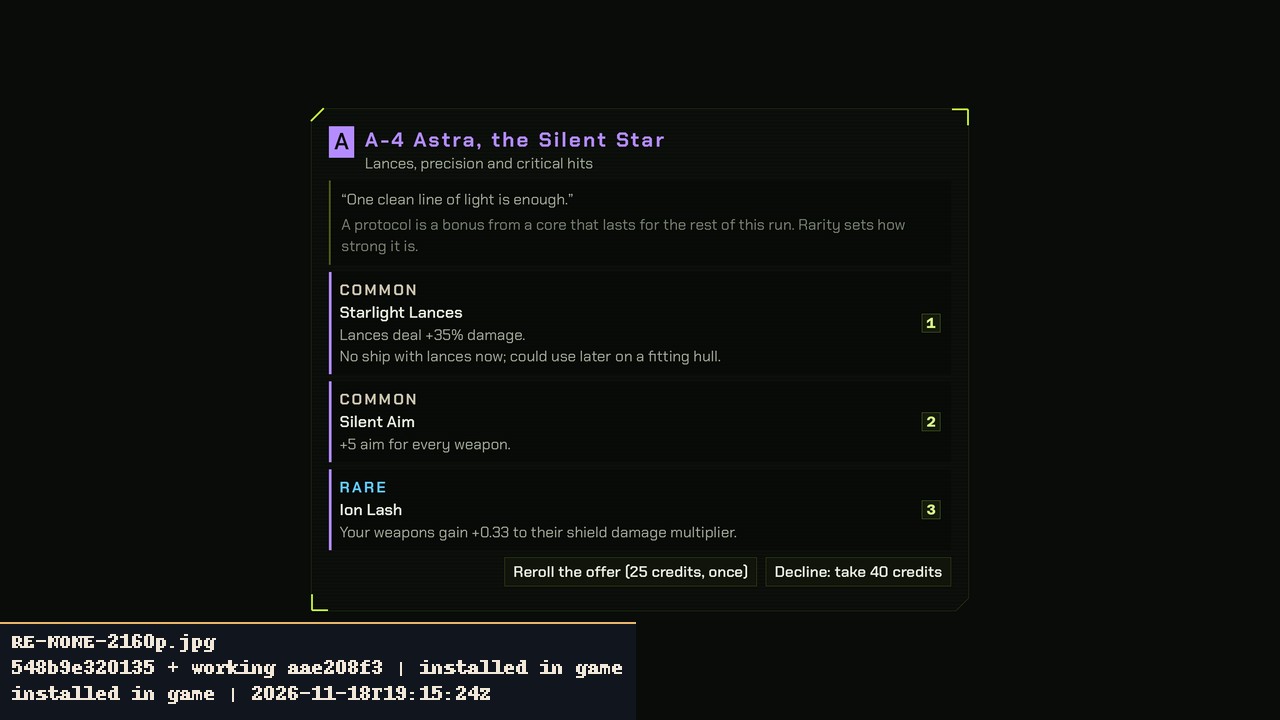 A A-4 Astra, the Silent Star
Lances, precision and critical hits
“One clean line of light is enough.”
A protocol is a bonus from a core that lasts for the rest of this run. Rarity sets how
strong it is.
COMMON
Starlight Lances
Lances deal +35% damage.
No ship with lances now; could use later on a fitting hull.
1
COMMON
Silent Aim
+5 aim for every weapon.
2
RARE
Ion Lash
Your weapons gain +0.33 to their shield damage multiplier.
3
Reroll the offer (25 credits, once)
Decline: take 40 credits
RE-NONE-2160p.jpg
548b9e320135 + working aae208f3 | installed in game
installed in game | 2026-11-18T19:15:24Z